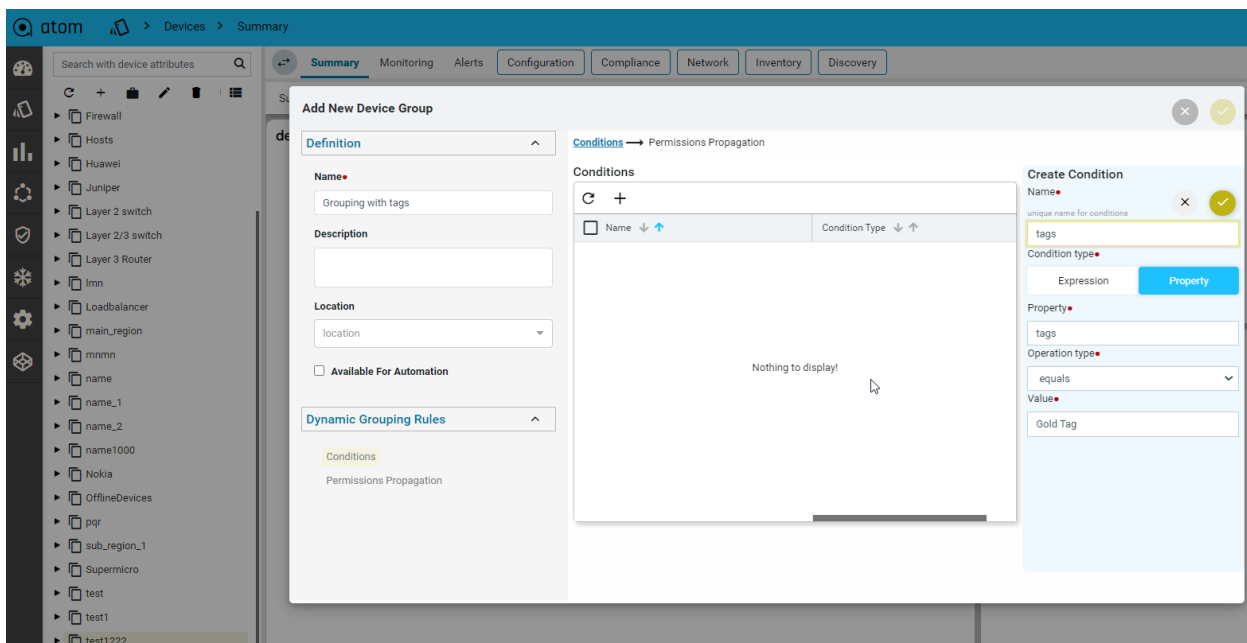 atom > Devices > Summary
Search with device attributes
Firewall
Hosts
Huawei
Juniper
Layer 2 switch
Layer 2/3 switch
Layer 3 Router
lmn
Loadbalancer
main_region
mnmn
name
name_1
name_2
name1000
Nokia
OfflineDevices
pqr
sub_region_1
Supermicro
test
test1
test1222
Summary Monitoring Alerts Configuration Compliance Network Inventory Discovery
Su
de
Add New Device Group
Definition
Name•
Grouping with tags
Description
Location
location
Available For Automation
Dynamic Grouping Rules
Conditions
Permissions Propagation
Conditions ⟶ Permissions Propagation
Conditions
Name Condition Type
Nothing to display!
Create Condition
Name•
unique name for conditions
tags
Condition type•
Expression Property
Property•
tags
Operation type•
equals
Value•
Gold Tag